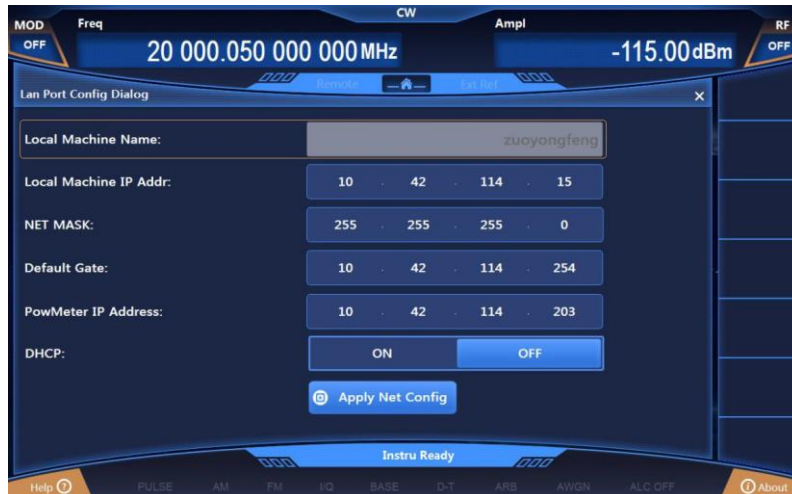 CW
MOD
OFF
Freq
20 000.050 000 000 MHz
Ampl
-115.00 dBm
RF
OFF
Remote
Ext Ref
Lan Port Config Dialog
×
Local Machine Name:
zuoyongfeng
Local Machine IP Addr:
10 . 42 . 114 . 15
NET MASK:
255 . 255 . 255 . 0
Default Gate:
10 . 42 . 114 . 254
PowMeter IP Address:
10 . 42 . 114 . 203
DHCP:
ON
OFF
Apply Net Config
Instru Ready
Help
PULSE
AM
FM
I/Q
BASE
D-T
ARB
AWGN
ALC OFF
About